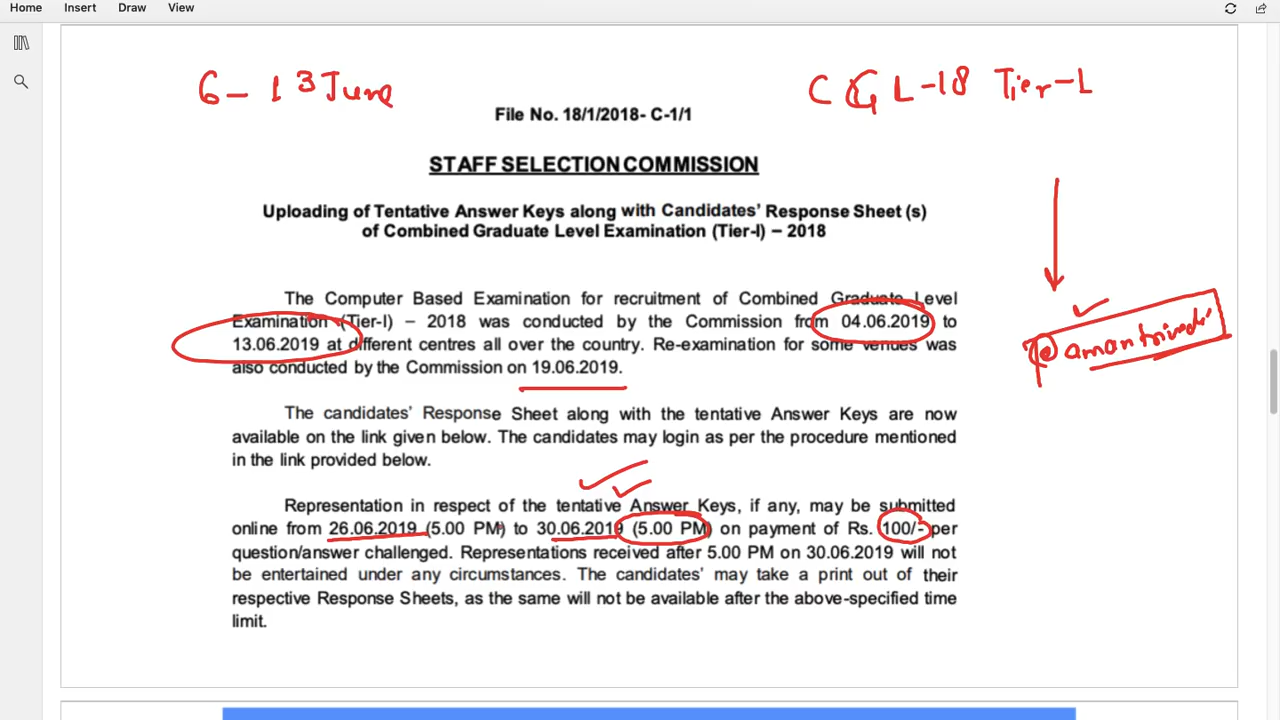 Home Insert Draw View
6-13 June
CGL-18 Tier-1
File No. 18/1/2018- C-1/1
STAFF SELECTION COMMISSION
Uploading of Tentative Answer Keys along with Candidates' Response Sheet (s)
of Combined Graduate Level Examination (Tier-I) – 2018
The Computer Based Examination for recruitment of Combined Graduate Level
Examination (Tier-I) – 2018 was conducted by the Commission from 04.06.2019 to
13.06.2019 at different centres all over the country. Re-examination for some venues was
also conducted by the Commission on 19.06.2019.
@amantrivedi
The candidates' Response Sheet along with the tentative Answer Keys are now
available on the link given below. The candidates may login as per the procedure mentioned
in the link provided below.
Representation in respect of the tentative Answer Keys, if any, may be submitted
online from 26.06.2019 (5.00 PM) to 30.06.2019 (5.00 PM) on payment of Rs. 100/- per
question/answer challenged. Representations received after 5.00 PM on 30.06.2019 will not
be entertained under any circumstances. The candidates' may take a print out of their
respective Response Sheets, as the same will not be available after the above-specified time
limit.